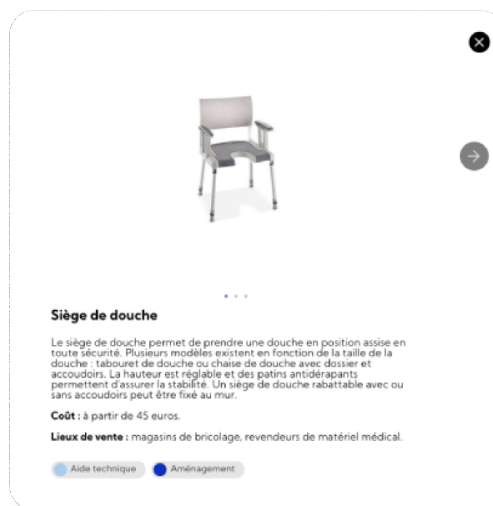 Siège de douche
Le siège de douche permet de prendre une douche en position assise en
toute sécurité. Plusieurs modèles existent en fonction de la taille de la
douche : tabouret de douche ou chaise de douche avec dossier et
accoudoirs. La hauteur est réglable et des patins antidérapants
permettent d'assurer la stabilité. Un siège de douche rabattable avec ou
sans accoudoirs peut être fixé au mur.
Coût : à partir de 45 euros.
Lieux de vente : magasins de bricolage, revendeurs de matériel médical.
Aide technique Aménagement